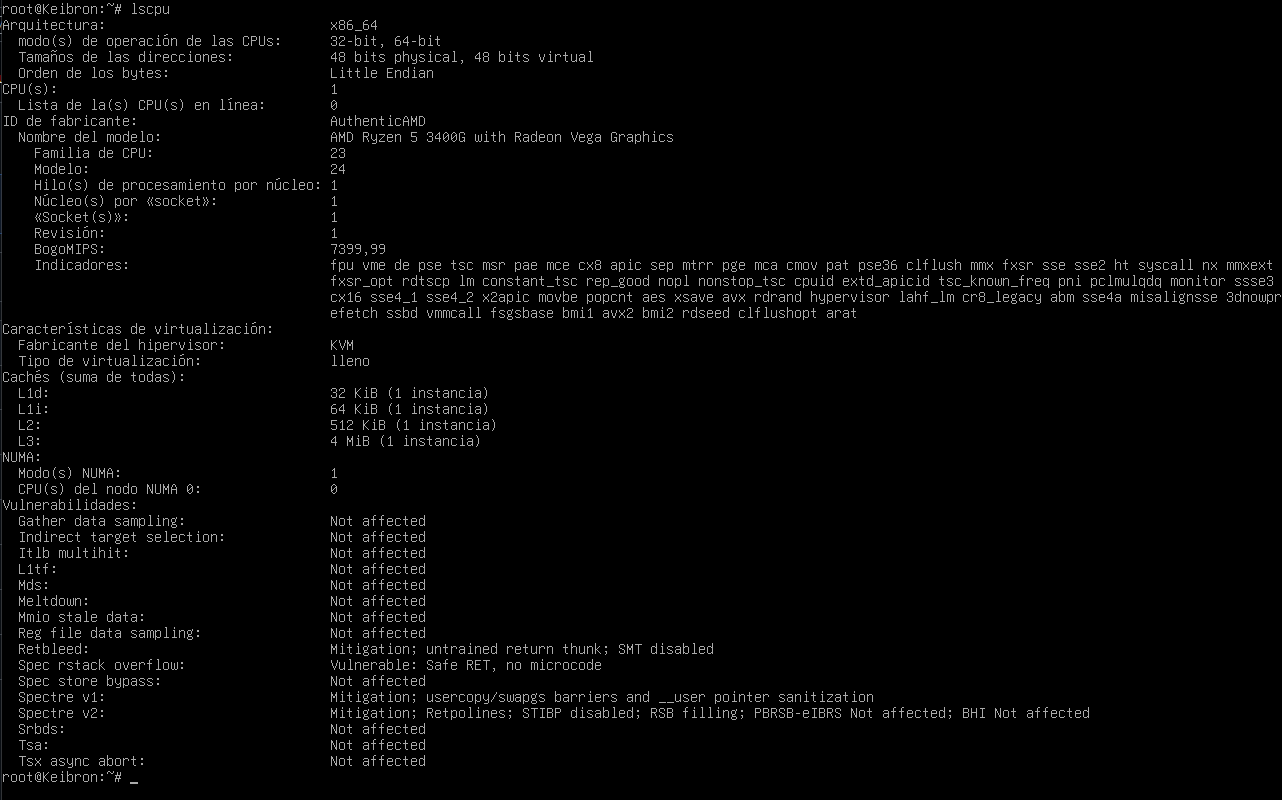 root@Keibron:~# lscpu
Arquitectura:                            x86_64
  modo(s) de operación de las CPUs:      32-bit, 64-bit
  Tamaños de las direcciones:            48 bits physical, 48 bits virtual
  Orden de los bytes:                    Little Endian
CPU(s):                                  1
  Lista de la(s) CPU(s) en línea:        0
ID de fabricante:                        AuthenticAMD
  Nombre del modelo:                     AMD Ryzen 5 3400G with Radeon Vega Graphics
    Familia de CPU:                      23
    Modelo:                              24
    Hilo(s) de procesamiento por núcleo: 1
    Núcleo(s) por «socket»:              1
    «Socket(s)»:                         1
    Revisión:                            1
    BogoMIPS:                            7399,99
    Indicadores:                         fpu vme de pse tsc msr pae mce cx8 apic sep mtrr pge mca cmov pat pse36 clflush mmx fxsr sse sse2 ht syscall nx mmxext
                                         fxsr_opt rdtscp lm constant_tsc rep_good nopl nonstop_tsc cpuid extd_apicid tsc_known_freq pni pclmulqdq monitor ssse3
                                         cx16 sse4_1 sse4_2 x2apic movbe popcnt aes xsave avx rdrand hypervisor lahf_lm cr8_legacy abm sse4a misalignsse 3dnowpr
                                         efetch ssbd vmmcall fsgsbase bmi1 avx2 bmi2 rdseed clflushopt arat
Características de virtualización:
  Fabricante del hipervisor:             KVM
  Tipo de virtualización:                lleno
Cachés (suma de todas):
  L1d:                                   32 KiB (1 instancia)
  L1i:                                   64 KiB (1 instancia)
  L2:                                    512 KiB (1 instancia)
  L3:                                    4 MiB (1 instancia)
NUMA:
  Modo(s) NUMA:                          1
  CPU(s) del nodo NUMA 0:                0
Vulnerabilidades:
  Gather data sampling:                  Not affected
  Indirect target selection:             Not affected
  Itlb multihit:                         Not affected
  L1tf:                                  Not affected
  Mds:                                   Not affected
  Meltdown:                              Not affected
  Mmio stale data:                       Not affected
  Reg file data sampling:                Not affected
  Retbleed:                              Mitigation; untrained return thunk; SMT disabled
  Spec rstack overflow:                  Vulnerable: Safe RET, no microcode
  Spec store bypass:                     Not affected
  Spectre v1:                            Mitigation; usercopy/swapgs barriers and __user pointer sanitization
  Spectre v2:                            Mitigation; Retpolines; STIBP disabled; RSB filling; PBRSB-eIBRS Not affected; BHI Not affected
  Srbds:                                 Not affected
  Tsa:                                   Not affected
  Tsx async abort:                       Not affected
root@Keibron:~# _